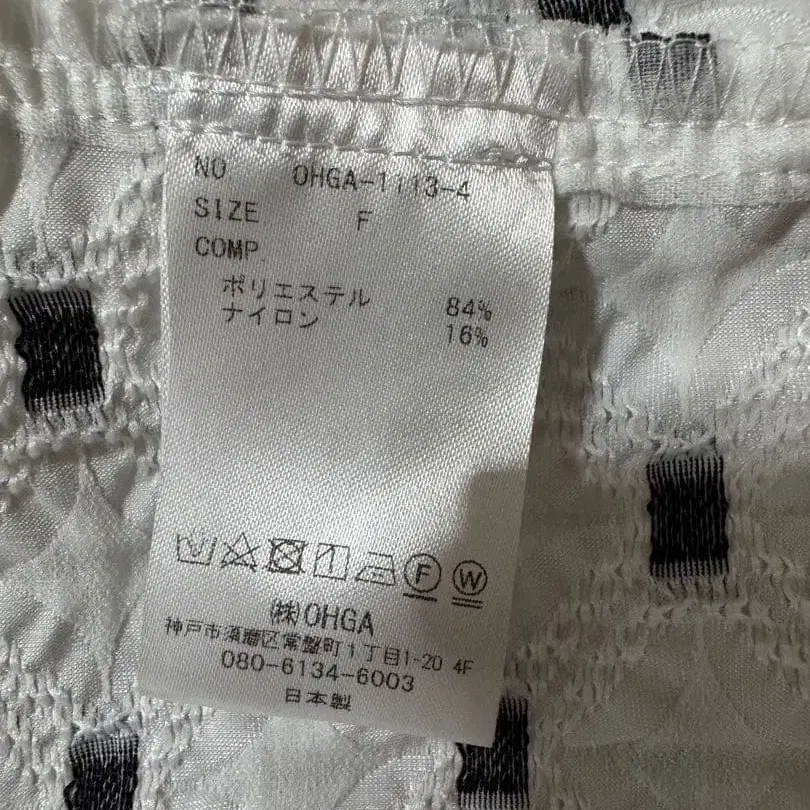 NO OHGA-1113-4
SIZE F
COMP.
ポリエステル 84%
ナイロン 16%
F W
㈱OHGA
神戸市須磨区常盤町1丁目1-20 4F
080-6134-6003
日本製